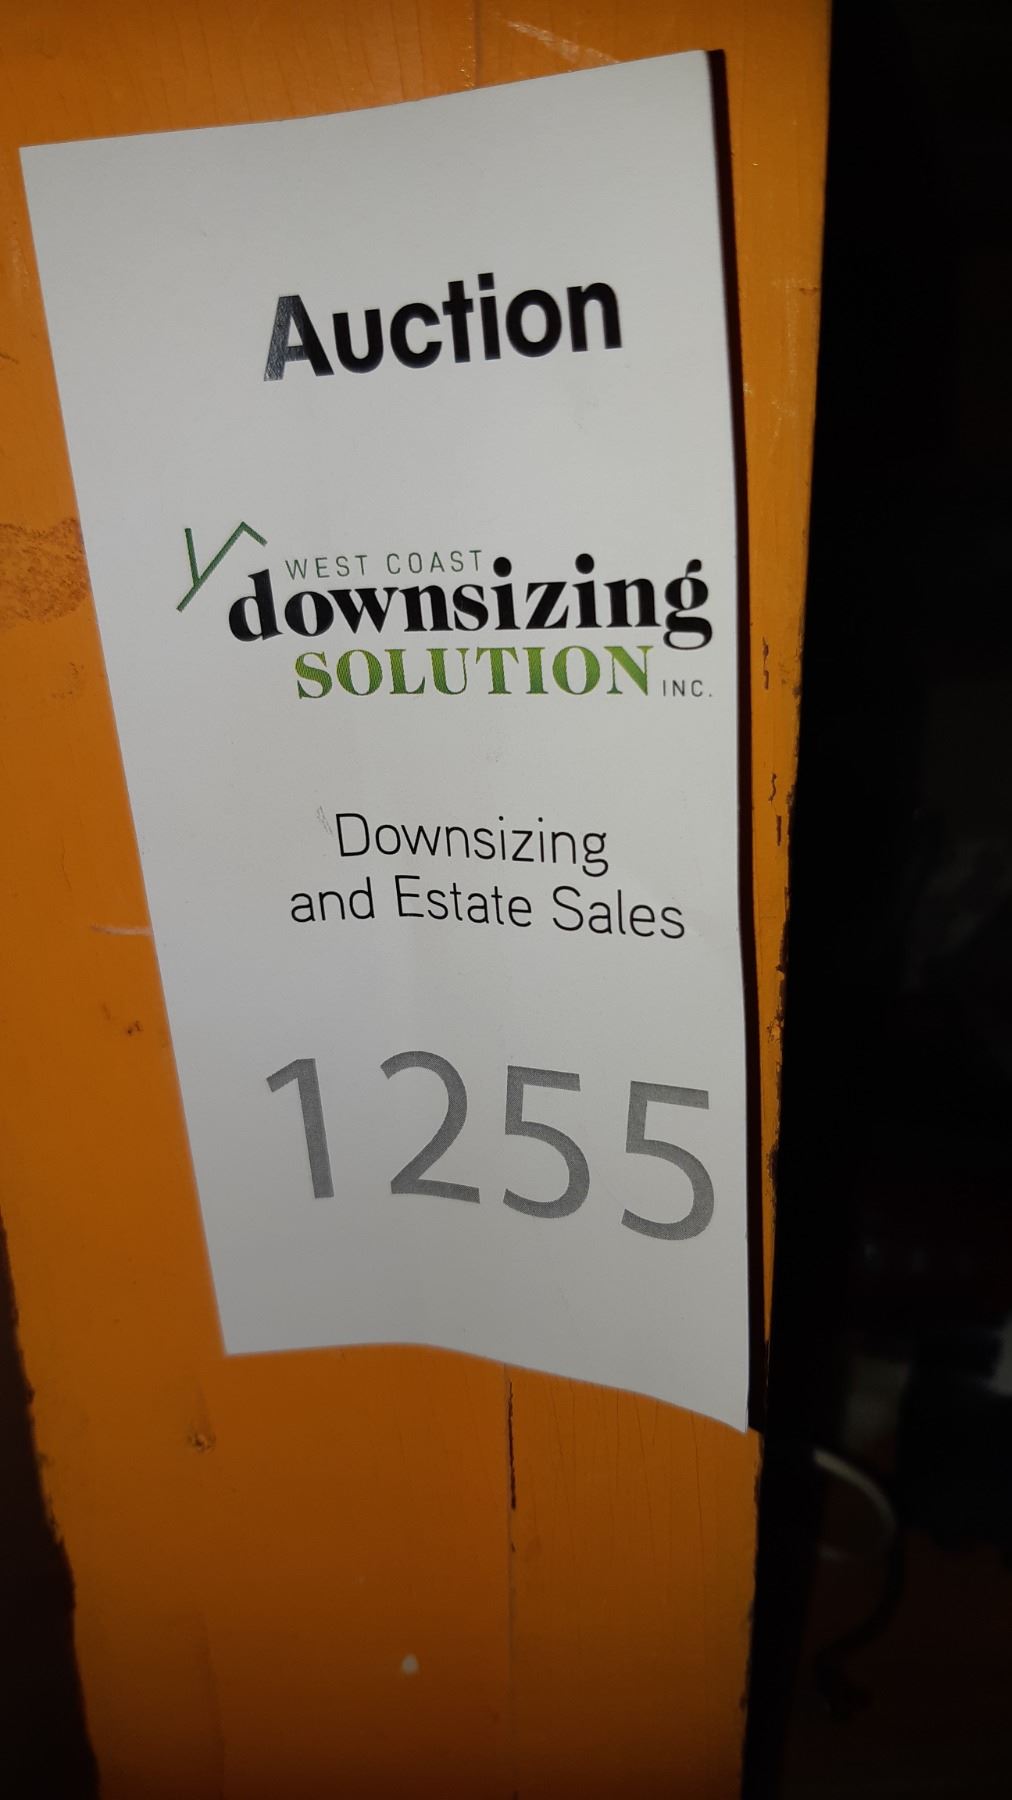 Auction
WEST COAST
downsizing
SOLUTION INC.
Downsizing
and Estate Sales
1255